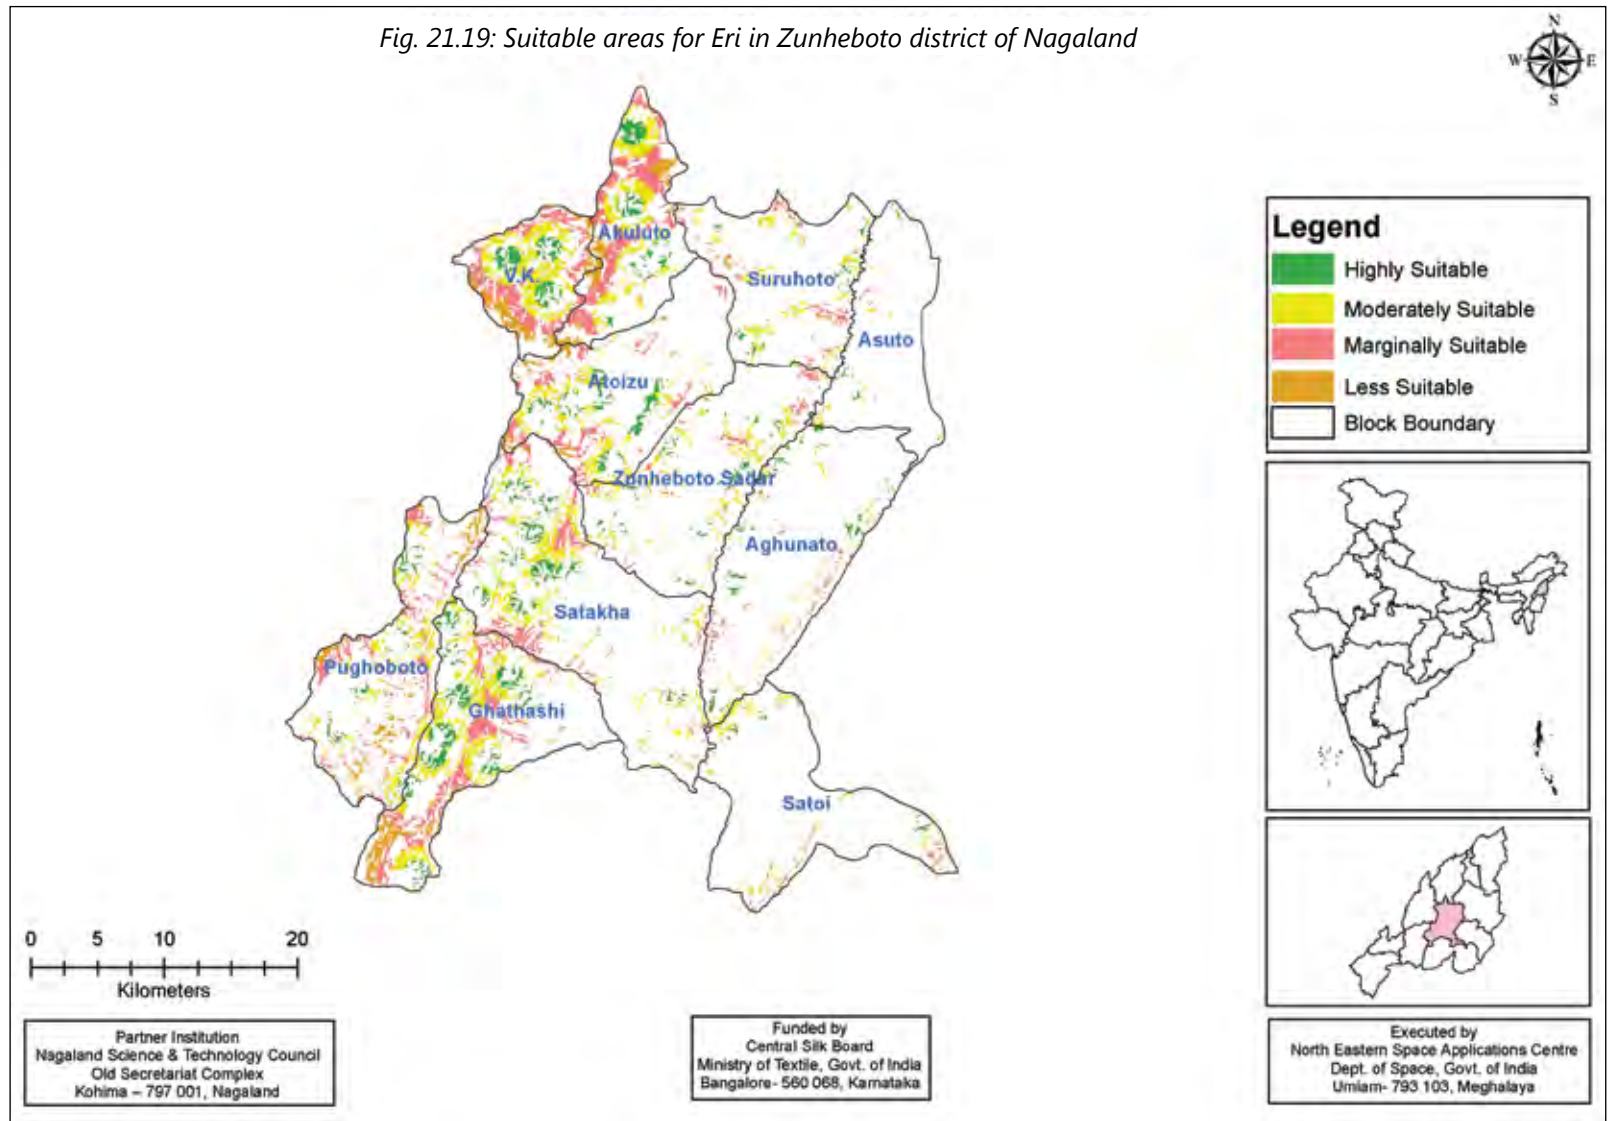 Fig. 21.19: Suitable areas for Eri in Zunheboto district of Nagaland
N
W
E
S
Akuluto
V.K.
Suruhoto
Asuto
Atoizu
Zunheboto Sadar
Aghunato
Satakha
Pughoboto
Ghathashi
Satoi
Legend
Highly Suitable
Moderately Suitable
Marginally Suitable
Less Suitable
Block Boundary
0 5 10 20
Kilometers
Partner Institution
Nagaland Science & Technology Council
Old Secretariat Complex
Kohima – 797 001, Nagaland
Funded by
Central Silk Board
Ministry of Textile, Govt. of India
Bangalore- 560 068, Karnataka
Executed by
North Eastern Space Applications Centre
Dept. of Space, Govt. of India
Umiam- 793 103, Meghalaya